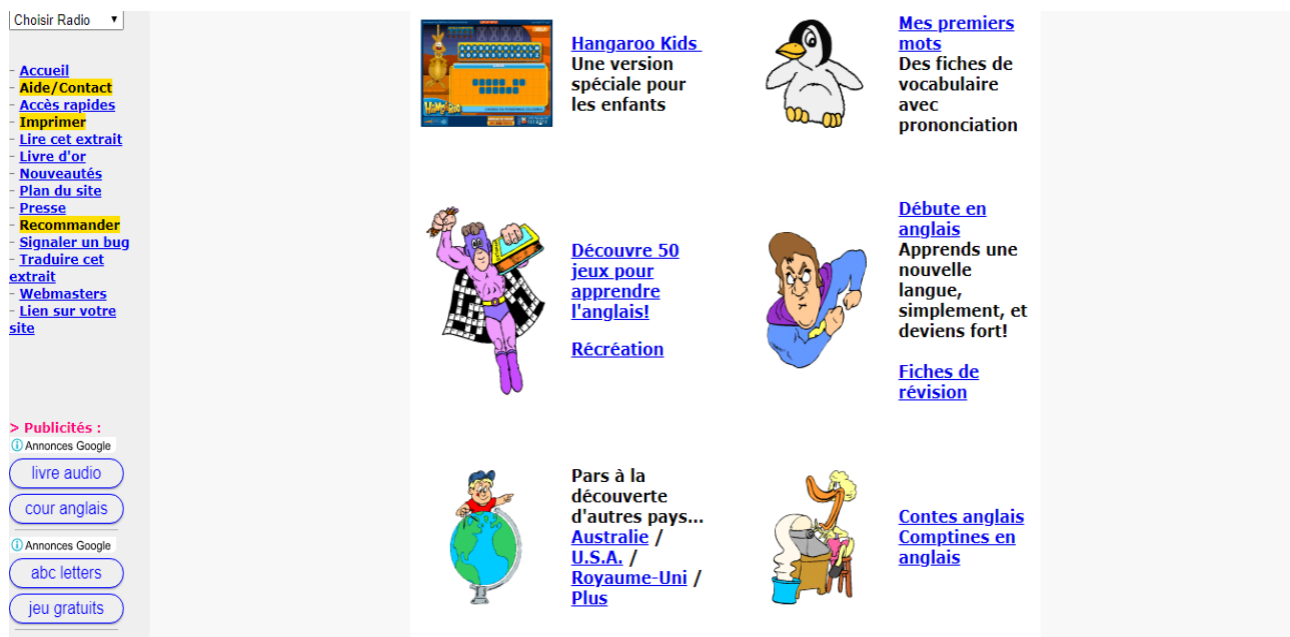 Choisir Radio
- Accueil
- Aide/Contact
- Accès rapides
- Imprimer
- Lire cet extrait
- Livre d'or
- Nouveautés
- Plan du site
- Presse
- Recommander
- Signaler un bug
- Traduire cet
extrait
- Webmasters
- Lien sur votre
site
> Publicités :
Annonces Google
livre audio
cour anglais
Annonces Google
abc letters
jeu gratuits
Hangaroo Kids
Une version
spéciale pour
les enfants
Mes premiers
mots
Des fiches de
vocabulaire
avec
prononciation
Découvre 50
jeux pour
apprendre
l'anglais!
Récréation
Débute en
anglais
Apprends une
nouvelle
langue,
simplement, et
deviens fort!
Fiches de
révision
Pars à la
découverte
d'autres pays...
Australie /
U.S.A. /
Royaume-Uni /
Plus
Contes anglais
Comptines en
anglais